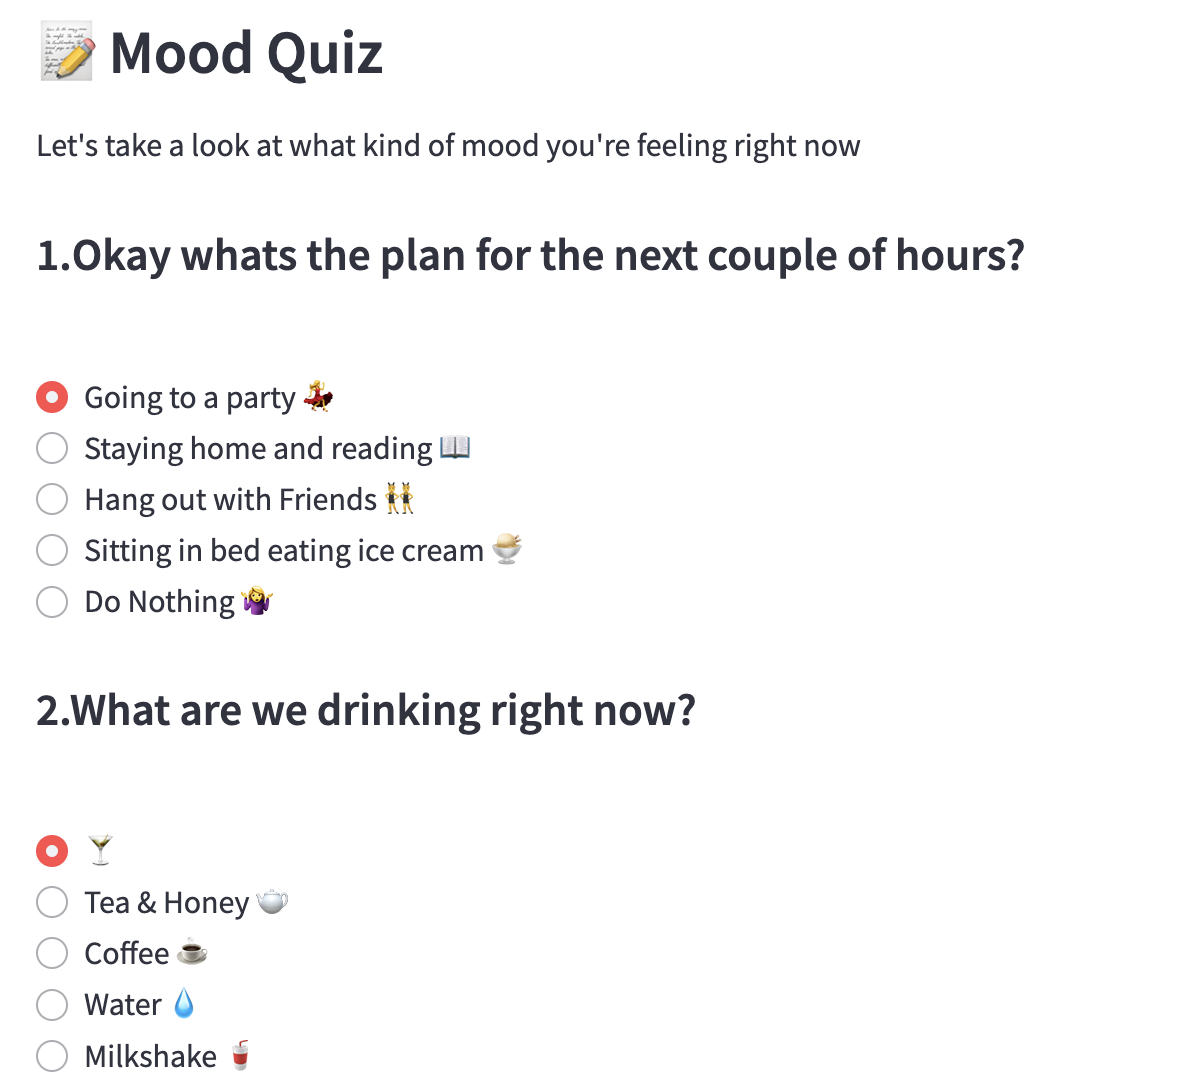 Mood Quiz
Let's take a look at what kind of mood you're feeling right now
1.Okay whats the plan for the next couple of hours?
Going to a party 💃
Staying home and reading 📖
Hang out with Friends 👯
Sitting in bed eating ice cream 🍨
Do Nothing 🤷‍♀️
2.What are we drinking right now?
🍸
Tea & Honey 🫖
Coffee ☕
Water 💧
Milkshake 🥤